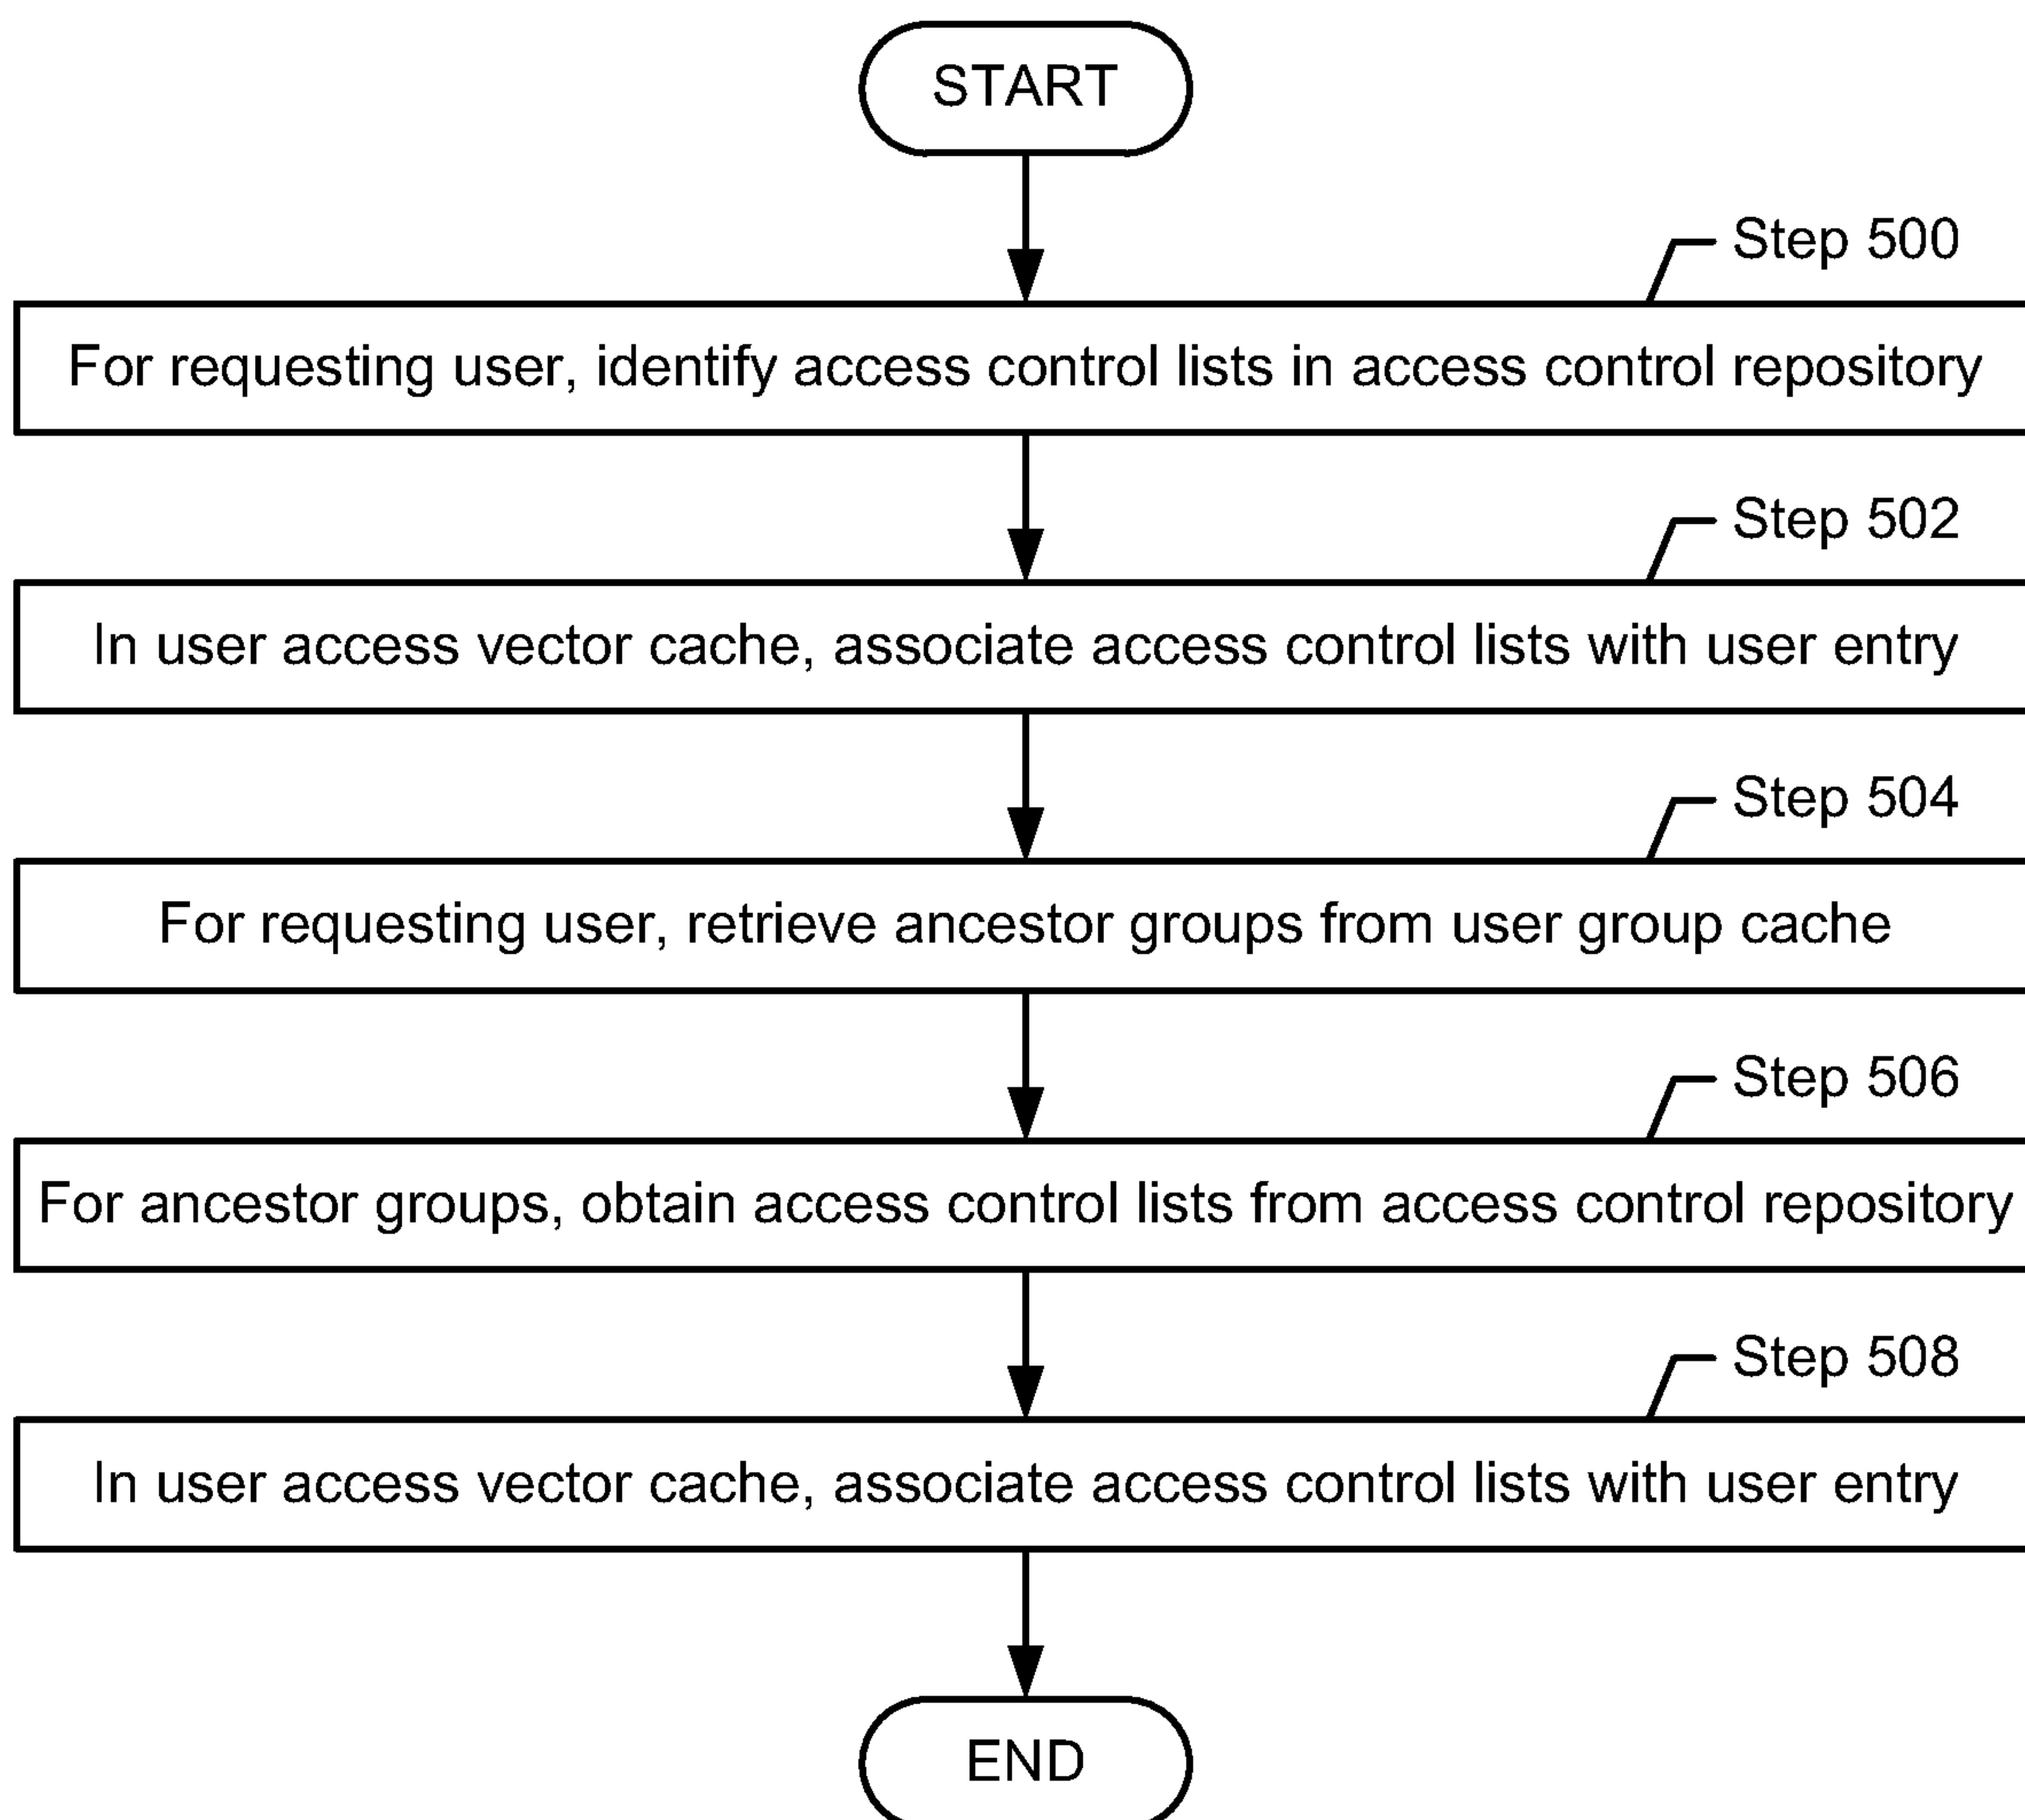 START
Step 500
For requesting user, identify access control lists in access control repository
Step 502
In user access vector cache, associate access control lists with user entry
Step 504
For requesting user, retrieve ancestor groups from user group cache
Step 506
For ancestor groups, obtain access control lists from access control repository
Step 508
In user access vector cache, associate access control lists with user entry
END